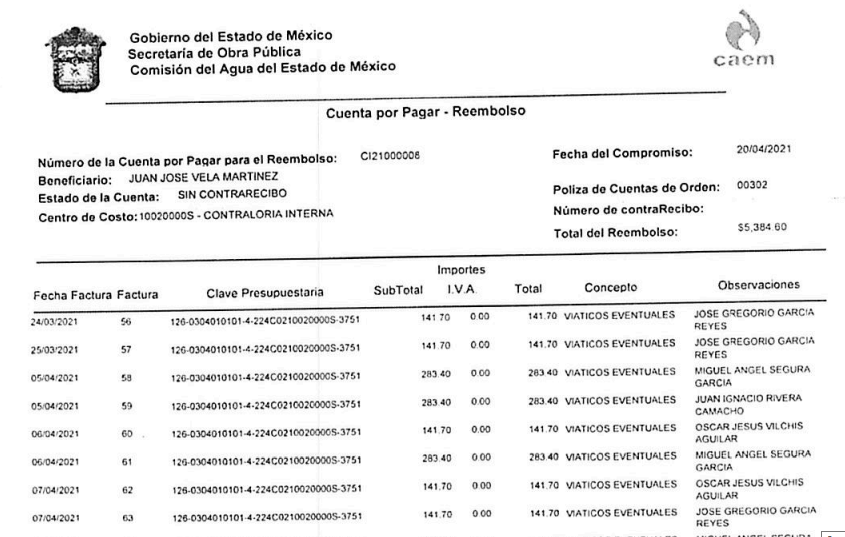 Gobierno del Estado de México
Secretaría de Obra Pública
Comisión del Agua del Estado de México
caem
Cuenta por Pagar - Reembolso
Número de la Cuenta por Pagar para el Reembolso: CI21000006
Beneficiario: JUAN JOSE VELA MARTINEZ
Estado de la Cuenta: SIN CONTRARECIBO
Centro de Costo: 10020000S - CONTRALORIA INTERNA
Fecha del Compromiso: 20/04/2021
Poliza de Cuentas de Orden: 00302
Número de contraRecibo:
Total del Reembolso: $5,384.60
Importes
Fecha Factura Factura Clave Presupuestaria SubTotal I.V.A. Total Concepto Observaciones
24/03/2021 56 126-0304010101-4-224C0210020000S-3751 141.70 0.00 141.70 VIATICOS EVENTUALES JOSE GREGORIO GARCIA
REYES
25/03/2021 57 126-0304010101-4-224C0210020000S-3751 141.70 0.00 141.70 VIATICOS EVENTUALES JOSE GREGORIO GARCIA
REYES
05/04/2021 58 126-0304010101-4-224C0210020000S-3751 283.40 0.00 283.40 VIATICOS EVENTUALES MIGUEL ANGEL SEGURA
GARCIA
05/04/2021 59 126-0304010101-4-224C0210020000S-3751 283.40 0.00 283.40 VIATICOS EVENTUALES JUAN IGNACIO RIVERA
CAMACHO
06/04/2021 60 126-0304010101-4-224C0210020000S-3751 141.70 0.00 141.70 VIATICOS EVENTUALES OSCAR JESUS VILCHIS
AGUILAR
06/04/2021 61 126-0304010101-4-224C0210020000S-3751 283.40 0.00 283.40 VIATICOS EVENTUALES MIGUEL ANGEL SEGURA
GARCIA
07/04/2021 62 126-0304010101-4-224C0210020000S-3751 141.70 0.00 141.70 VIATICOS EVENTUALES OSCAR JESUS VILCHIS
AGUILAR
07/04/2021 63 126-0304010101-4-224C0210020000S-3751 141.70 0.00 141.70 VIATICOS EVENTUALES JOSE GREGORIO GARCIA
REYES